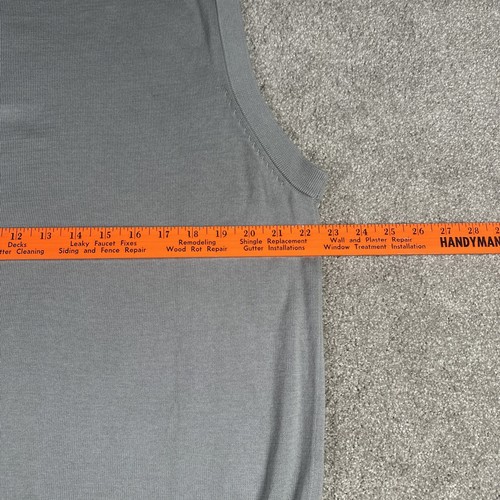 12 13 14 15 16 17 18 19 20 21 22 23 24 25 26 27 28
Decks Leaky Faucet Fixes Remodeling Shingle Replacement Wall and Plaster Repair HANDYMAN
Cleaning Siding and Fence Repair Wood Rot Repair Gutter Installations Window Treatment Installation